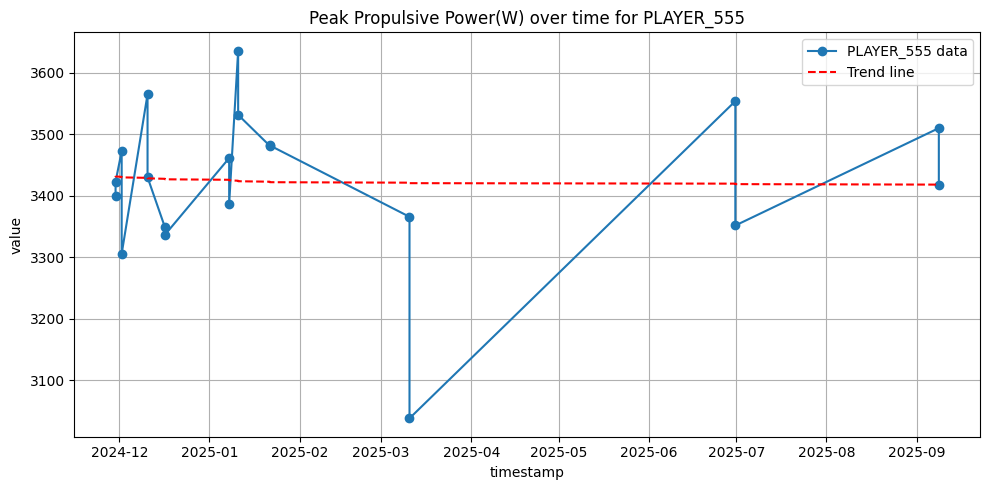 Peak Propulsive Power(W) over time for PLAYER_555
PLAYER_555 data
Trend line
value
3600
3500
3400
3300
3200
3100
2024-12 2025-01 2025-02 2025-03 2025-04 2025-05 2025-06 2025-07 2025-08 2025-09
timestamp